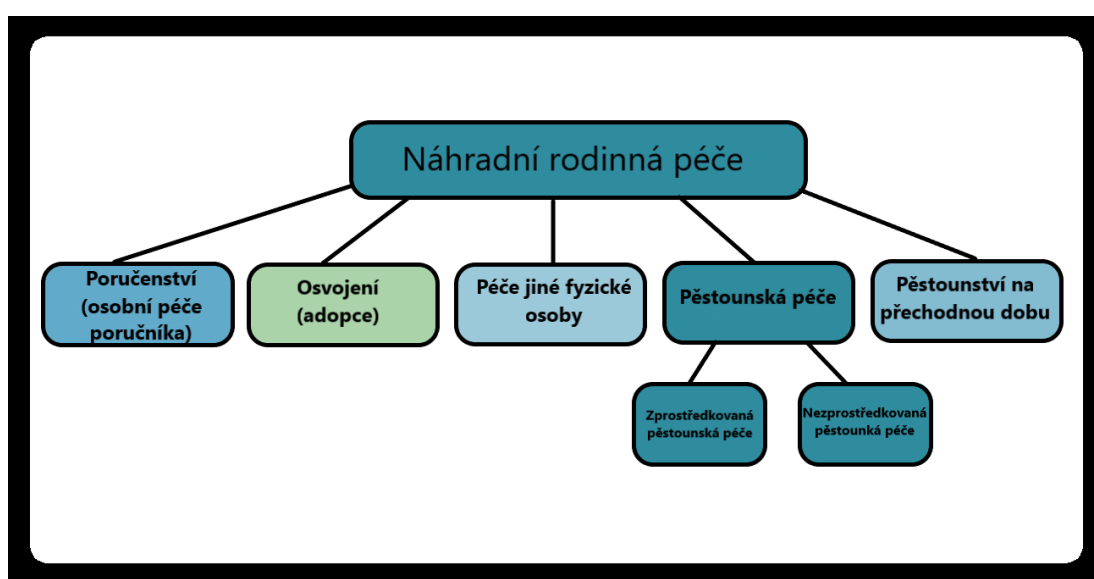 Náhradní rodinná péče
Poručenství
(osobní péče
poručníka)
Osvojení
(adopce)
Péče jiné fyzické
osoby
Pěstounská péče
Pěstounství na
přechodnou dobu
Zprostředkovaná
pěstounská péče
Nezprostředkovaná
pěstounká péče